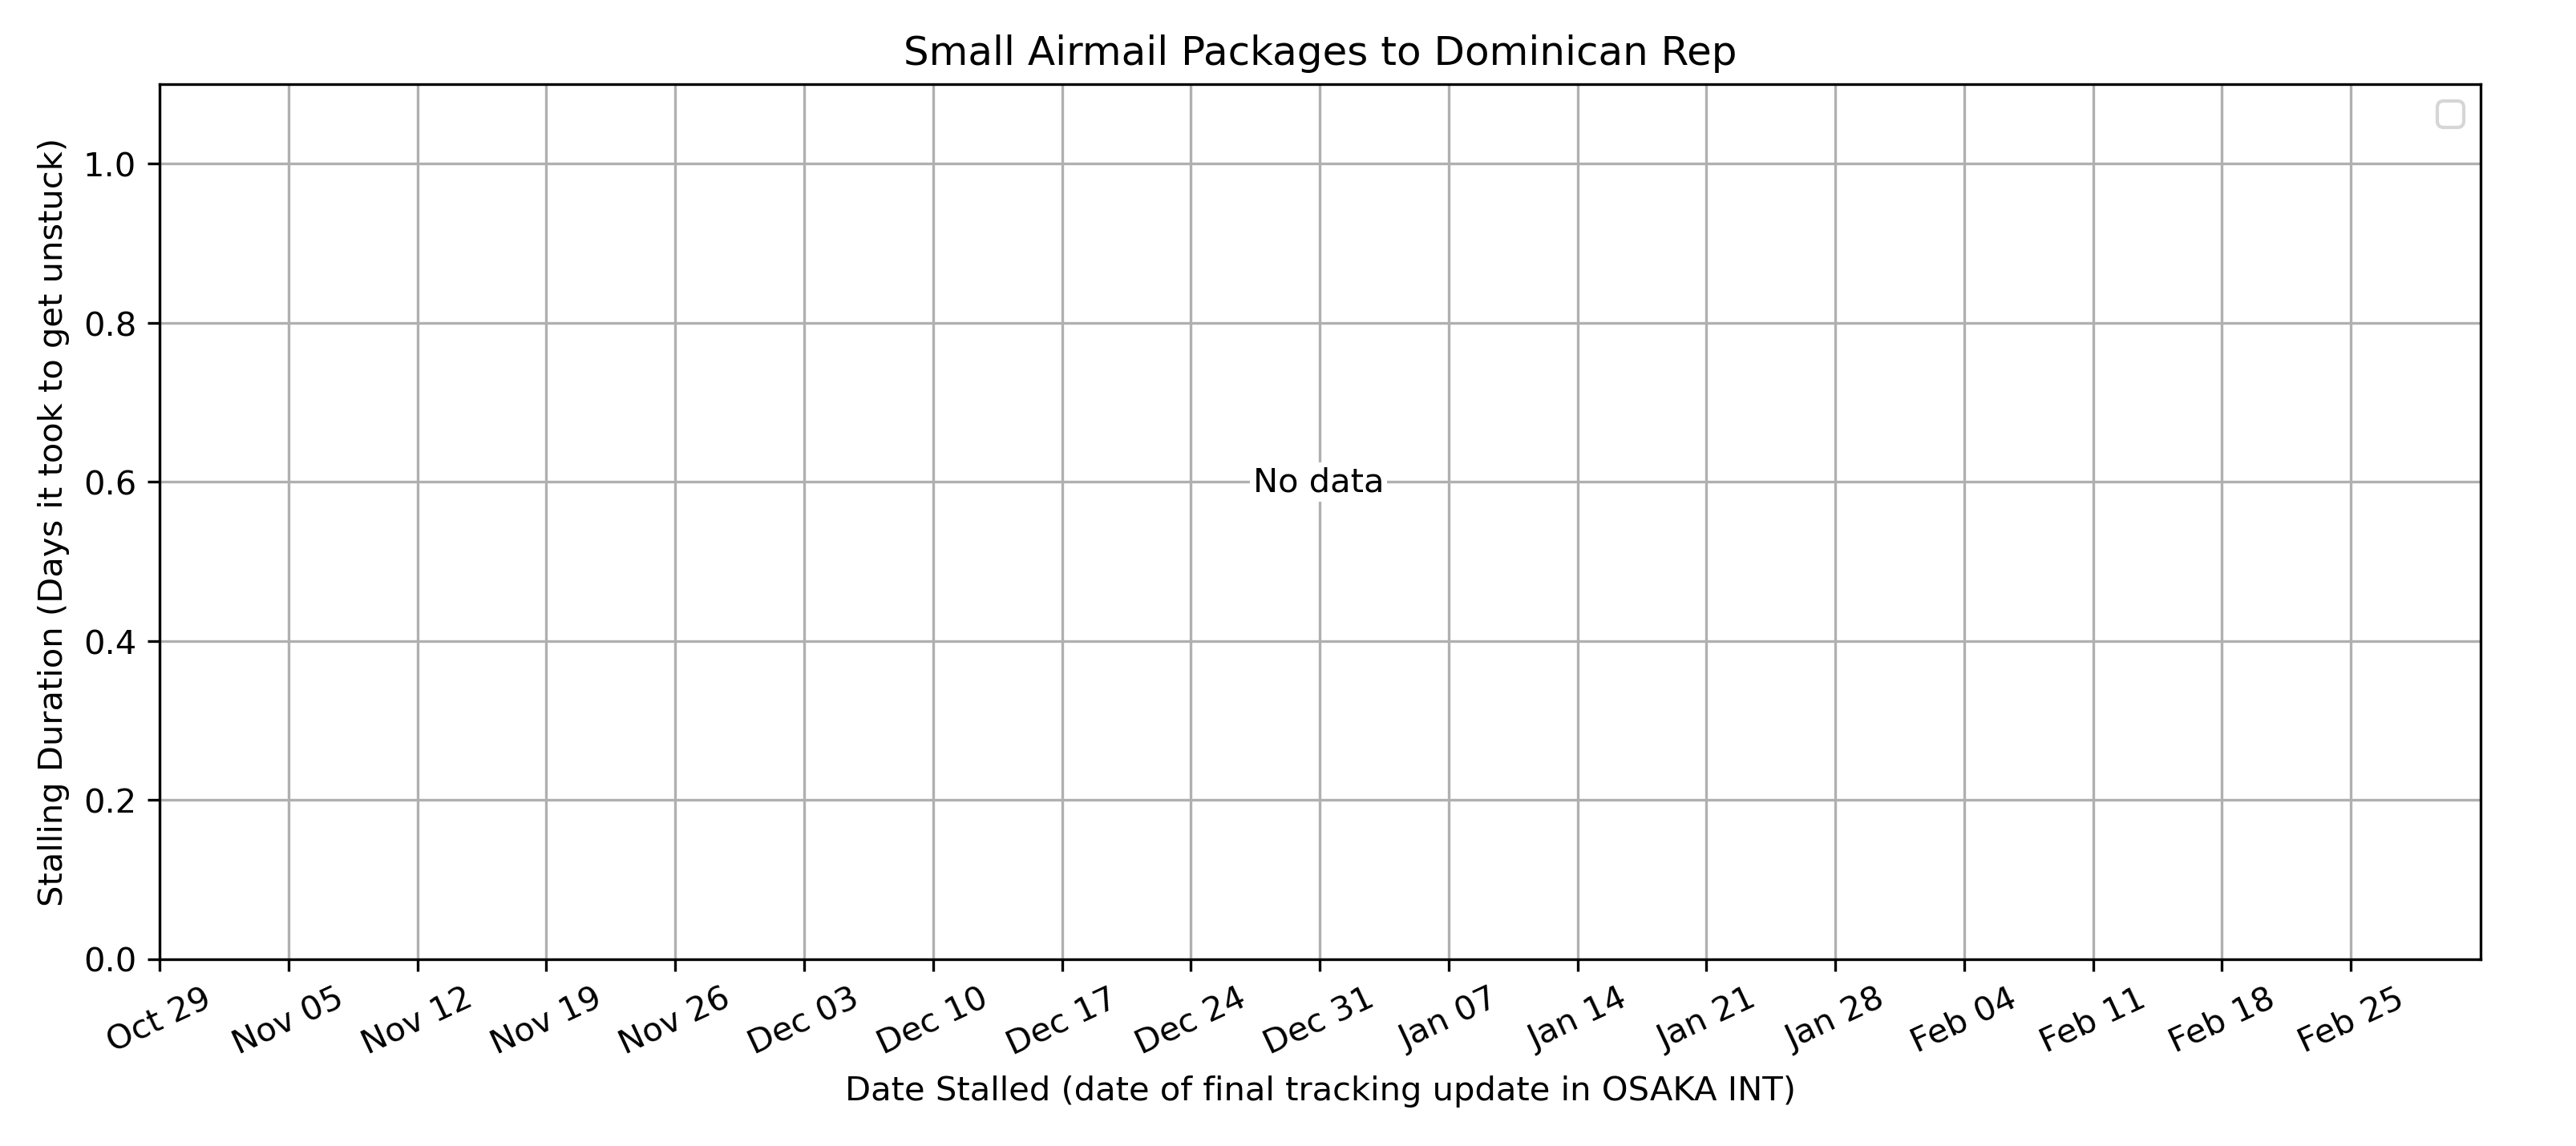 Small Airmail Packages to Dominican Rep
Stalling Duration (Days it took to get unstuck)
1.0
0.8
0.6
0.4
0.2
0.0
No data
Oct 29 Nov 05 Nov 12 Nov 19 Nov 26 Dec 03 Dec 10 Dec 17 Dec 24 Dec 31 Jan 07 Jan 14 Jan 21 Jan 28 Feb 04 Feb 11 Feb 18 Feb 25
Date Stalled (date of final tracking update in OSAKA INT)